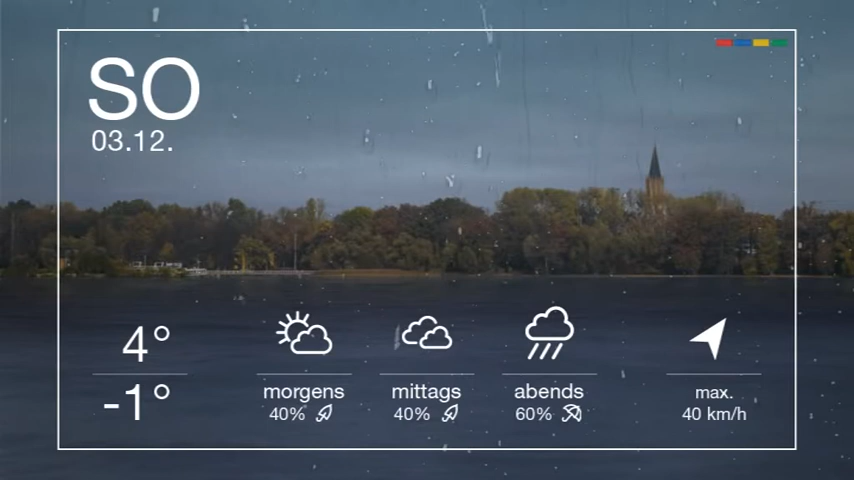 SO
03.12.
4°
-1°
morgens
40%
mittags
40%
abends
60%
max.
40 km/h